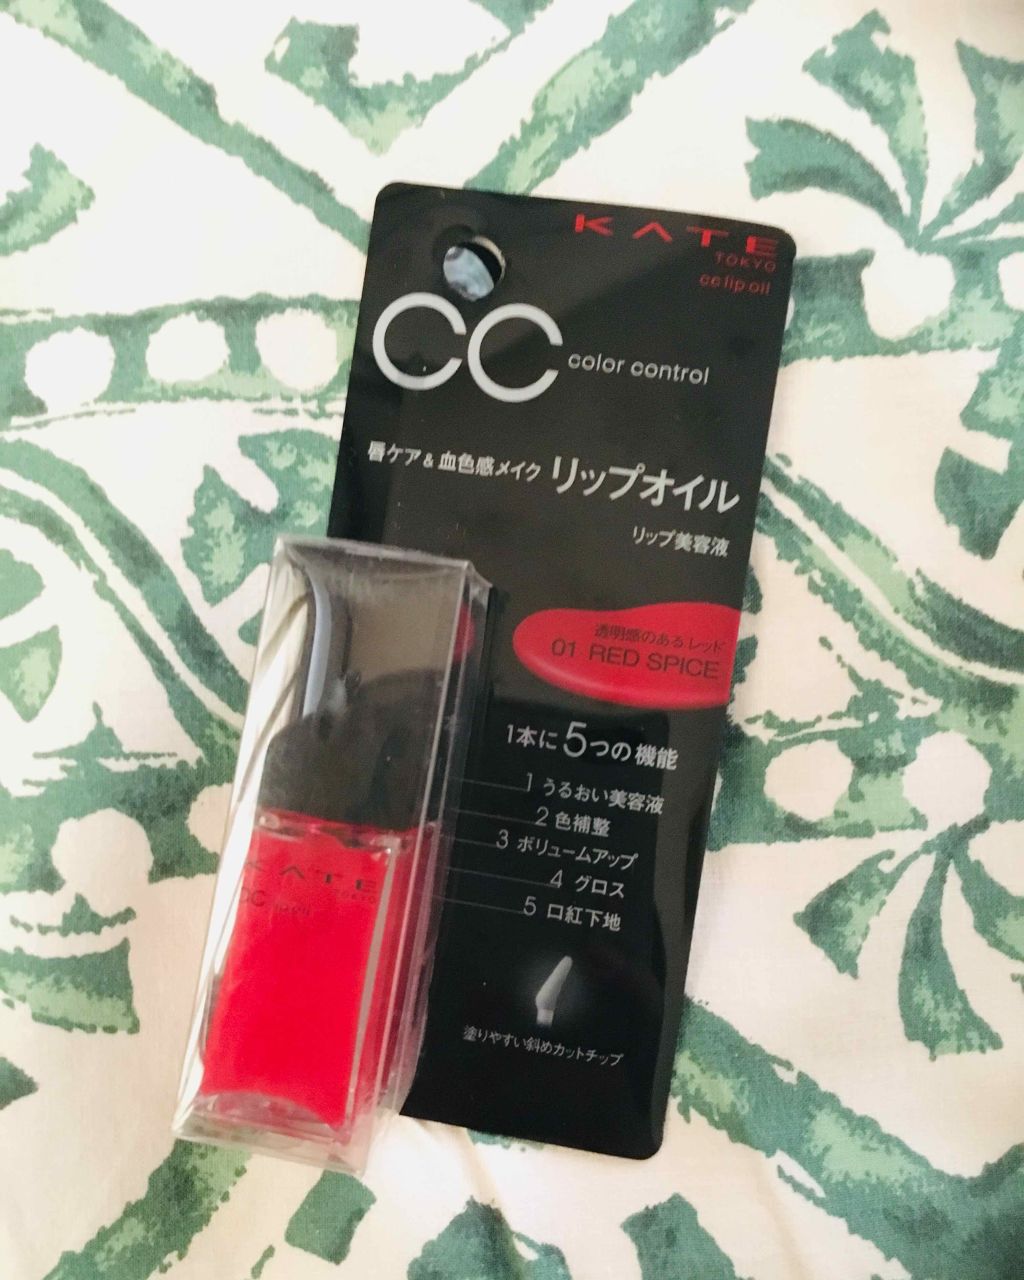 KATE
TOKYO
cc lip oil
CC color control
唇ケア&血色感メイク リップオイル
リップ美容液
透明感のあるレッド
01 RED SPICE
1本に5つの機能
1 うるおい美容液
2 色補整
3 ボリュームアップ
4 グロス
5 口紅下地
塗りやすい斜めカットチップ
KATE
TOKYO
CC lip oil